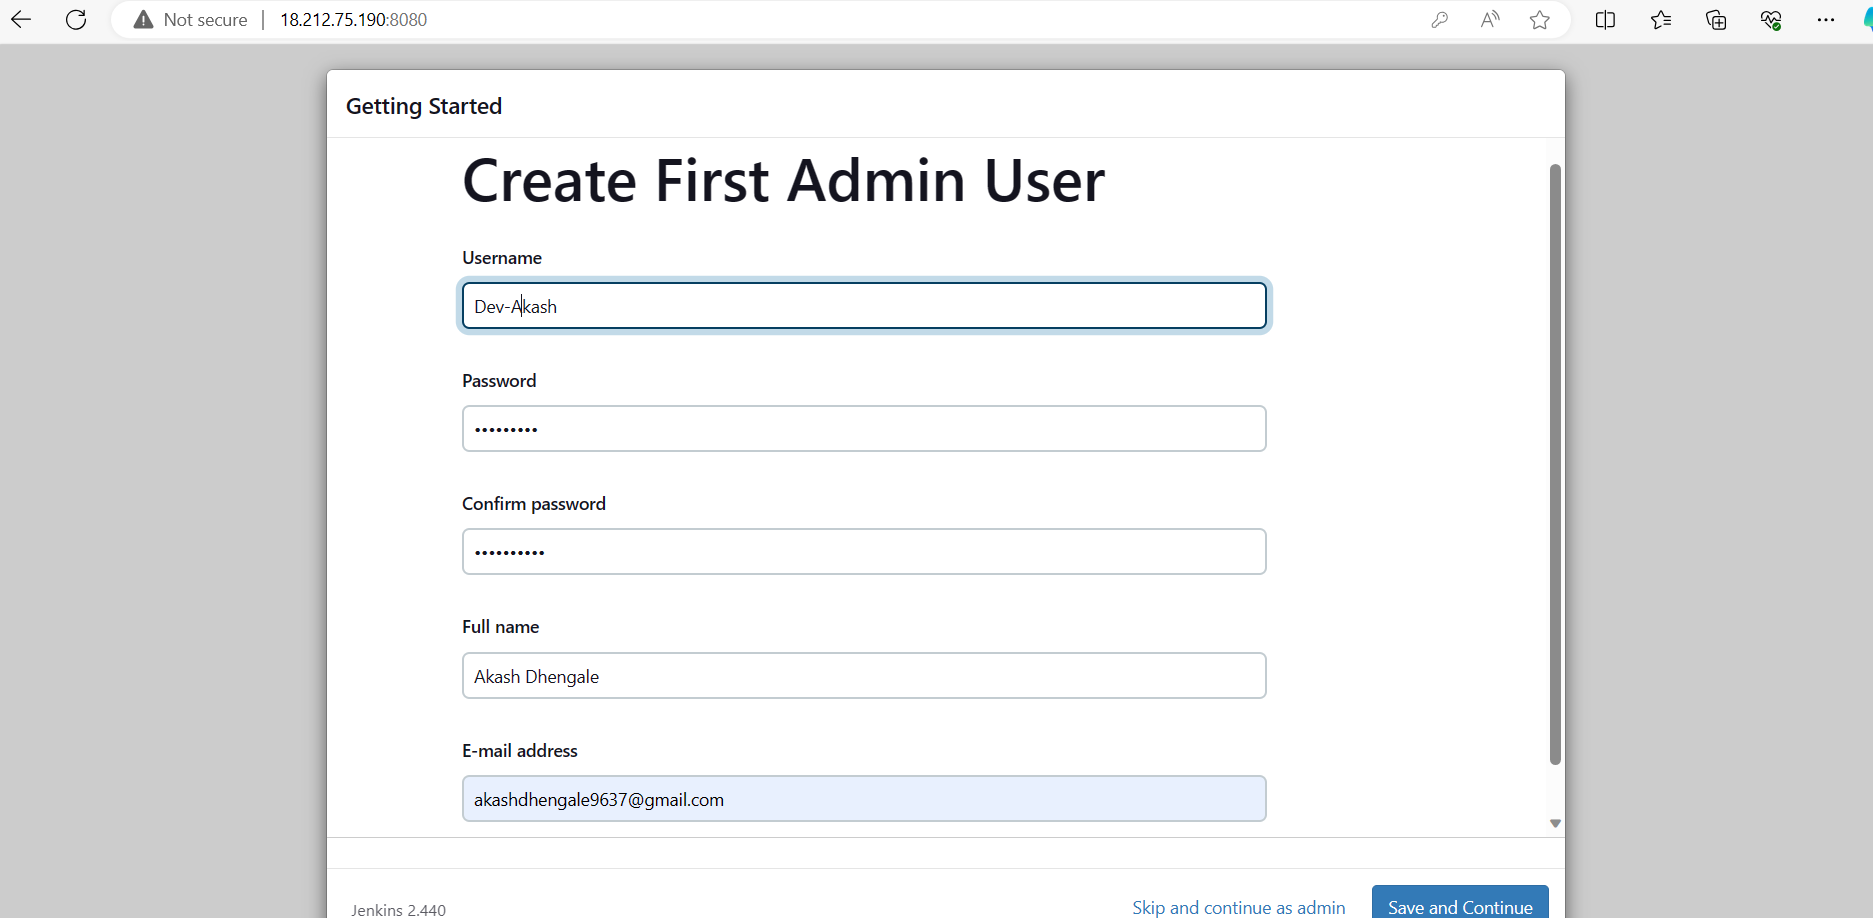 Not secure | 18.212.75.190:8080
Getting Started
Create First Admin User
Username
Dev-Akash
Password
•••••••••
Confirm password
••••••••••
Full name
Akash Dhengale
E-mail address
akashdhengale9637@gmail.com
Jenkins 2.440
Skip and continue as admin
Save and Continue